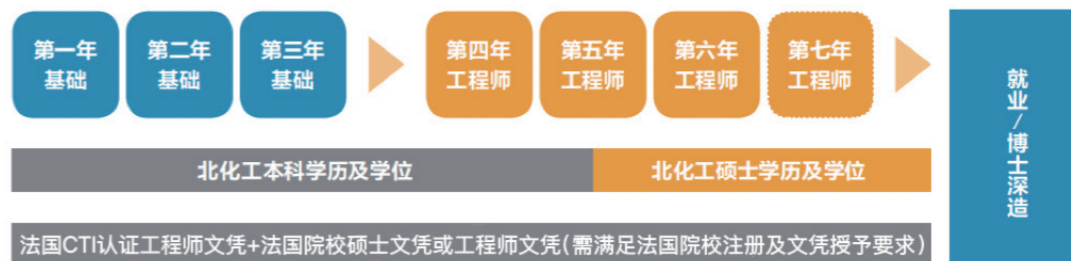 第一年
基础
第二年
基础
第三年
基础
第四年
工程师
第五年
工程师
第六年
工程师
第七年
工程师
就业/博士深造
北化工本科学历及学位
北化工硕士学历及学位
法国CTI认证工程师文凭+法国院校硕士文凭或工程师文凭(需满足法国院校注册及文凭授予要求)